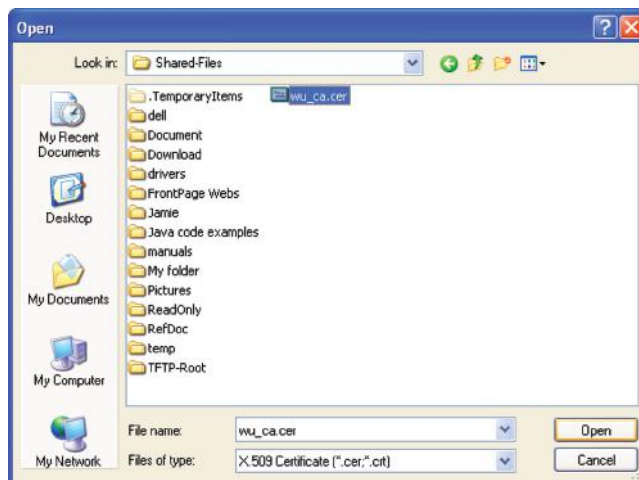 Open
Look in:
Shared-Files
My Recent
Documents
Desktop
My Documents
My Computer
My Network
.TemporaryItems
dell
Document
Download
drivers
FrontPage Webs
Jamie
Java code examples
manuals
My folder
Pictures
ReadOnly
RefDoc
temp
TFTP-Root
wu_ca.cer
File name:
wu_ca.cer
Open
Files of type:
X.509 Certificate (*.cer;*.crt)
Cancel